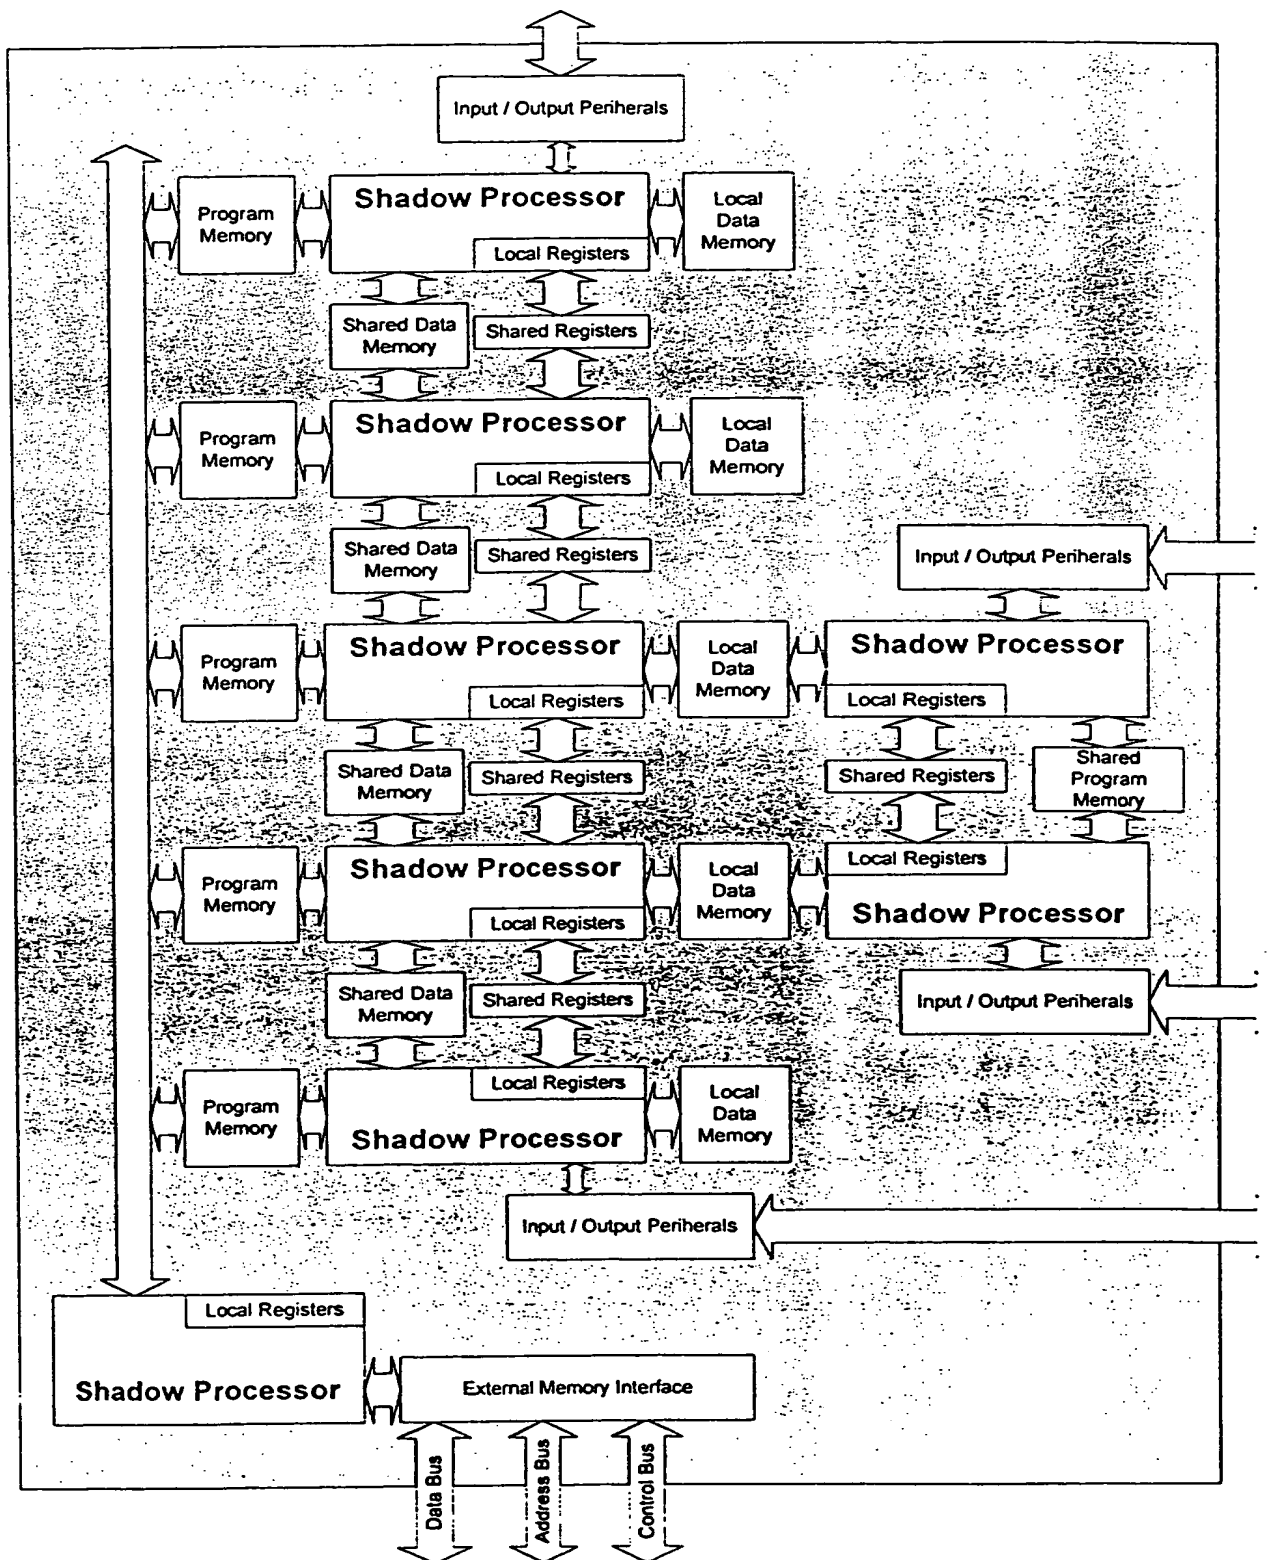 Input / Output Periherals
Shadow Processor
Program
Memory
Local
Data
Memory
Local Registers
Shared Data
Memory
Shared Registers
Shadow Processor
Program
Memory
Local
Data
Memory
Local Registers
Shared Data
Memory
Shared Registers
Input / Output Periherals
Shadow Processor
Program
Memory
Local
Data
Memory
Shadow Processor
Local Registers
Local Registers
Shared Data
Memory
Shared Registers
Shared Registers
Shared
Program
Memory
Shadow Processor
Program
Memory
Local
Data
Memory
Local Registers
Shadow Processor
Local Registers
Shared Data
Memory
Shared Registers
Input / Output Periherals
Local Registers
Program
Memory
Local
Data
Memory
Shadow Processor
Input / Output Periherals
Local Registers
Shadow Processor
External Memory Interface
Data Bus
Address Bus
Control Bus